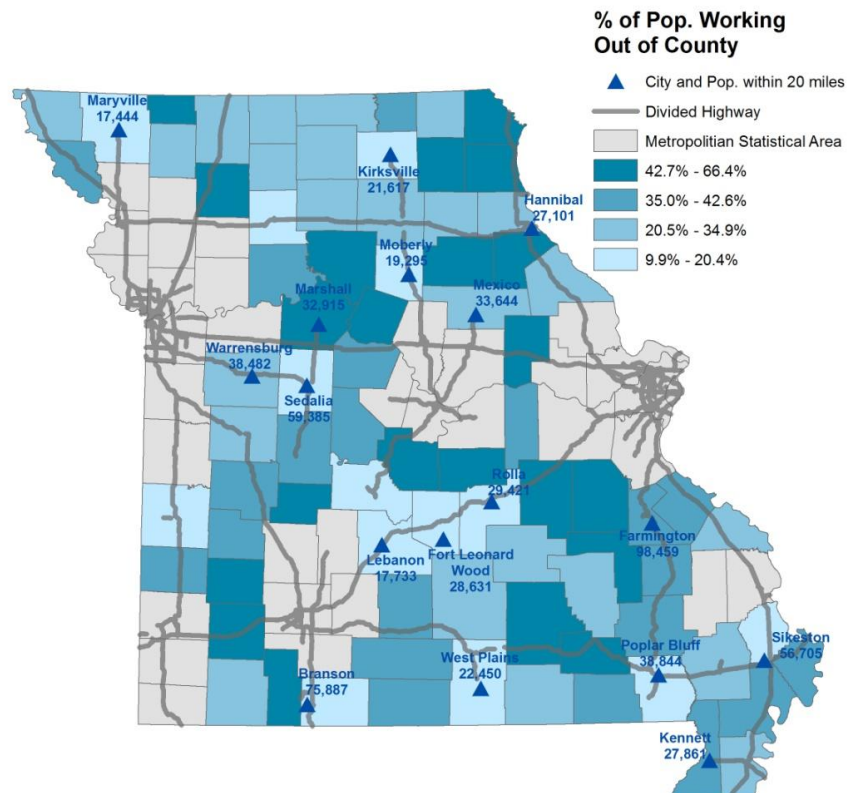 % of Pop. Working
Out of County
City and Pop. within 20 miles
Divided Highway
Metropolitian Statistical Area
42.7% - 66.4%
35.0% - 42.6%
20.5% - 34.9%
9.9% - 20.4%
Maryville
17,444
Kirksville
21,617
Hannibal
27,101
Moberly
19,295
Mexico
33,644
Marshall
32,915
Warrensburg
38,482
Sedalia
59,385
Rolla
29,421
Farmington
98,459
Lebanon
17,733
Fort Leonard
Wood
28,631
Poplar Bluff
38,844
Sikeston
56,705
West Plains
22,450
Branson
75,887
Kennett
27,861